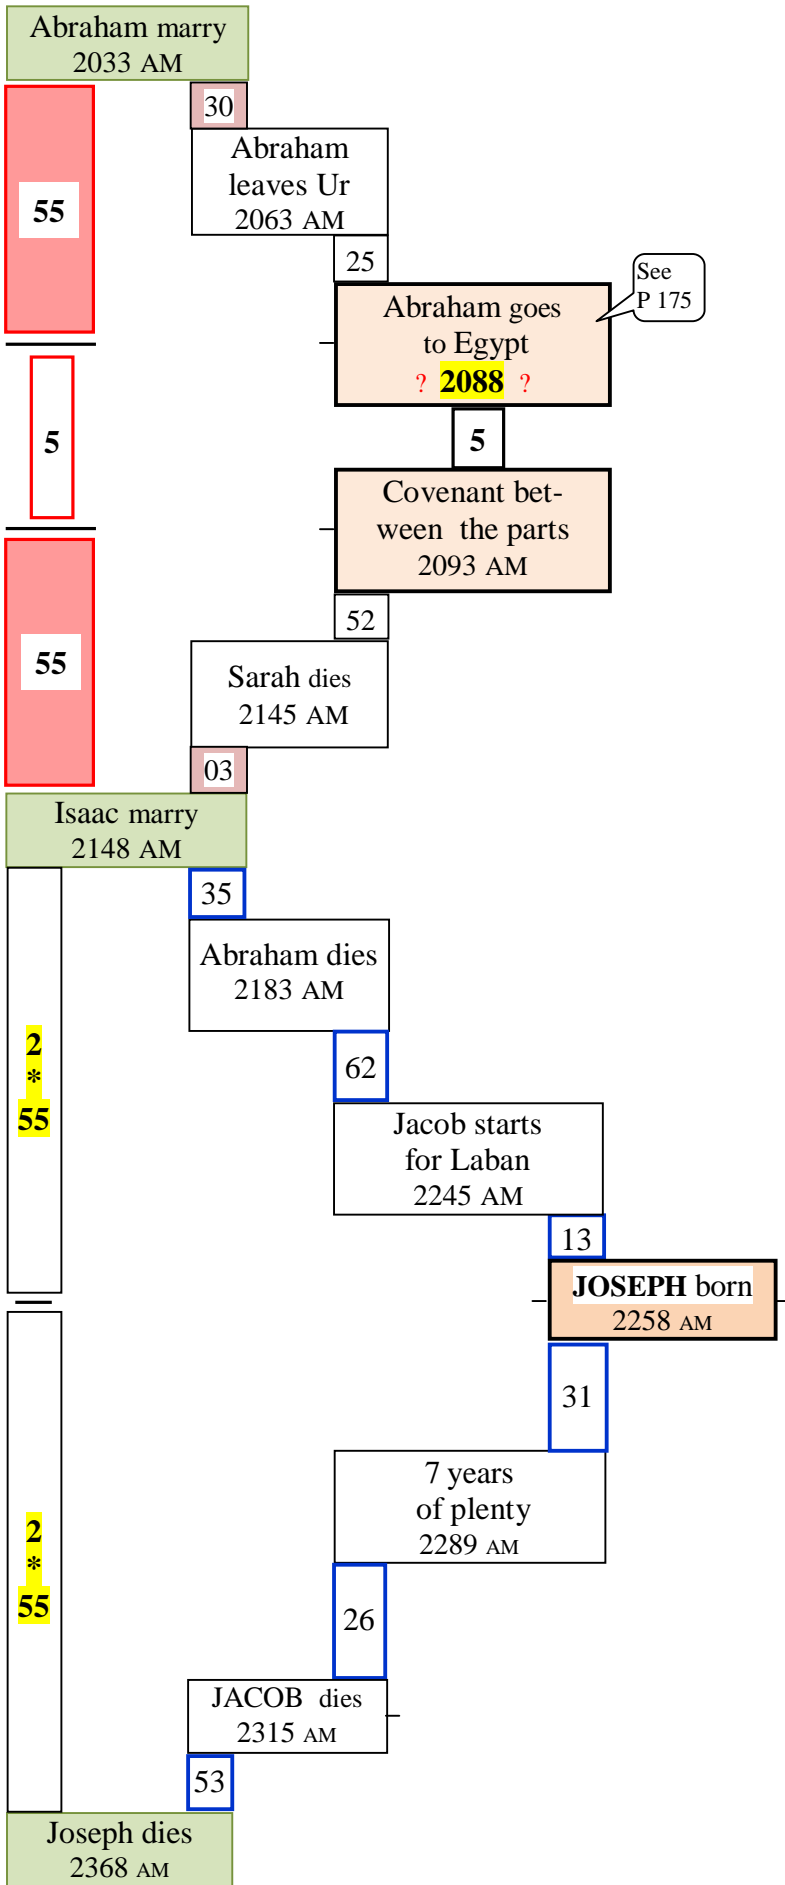 Abraham marry
2033 AM
30
Abraham
leaves Ur
2063 AM
55
25
See
P 175
Abraham goes
to Egypt
? 2088 ?
5
5
Covenant bet-
ween the parts
2093 AM
52
55
Sarah dies
2145 AM
03
Isaac marry
2148 AM
35
Abraham dies
2183 AM
2
*
55
62
Jacob starts
for Laban
2245 AM
13
JOSEPH born
2258 AM
31
7 years
of plenty
2289 AM
2
*
55
26
JACOB dies
2315 AM
53
Joseph dies
2368 AM